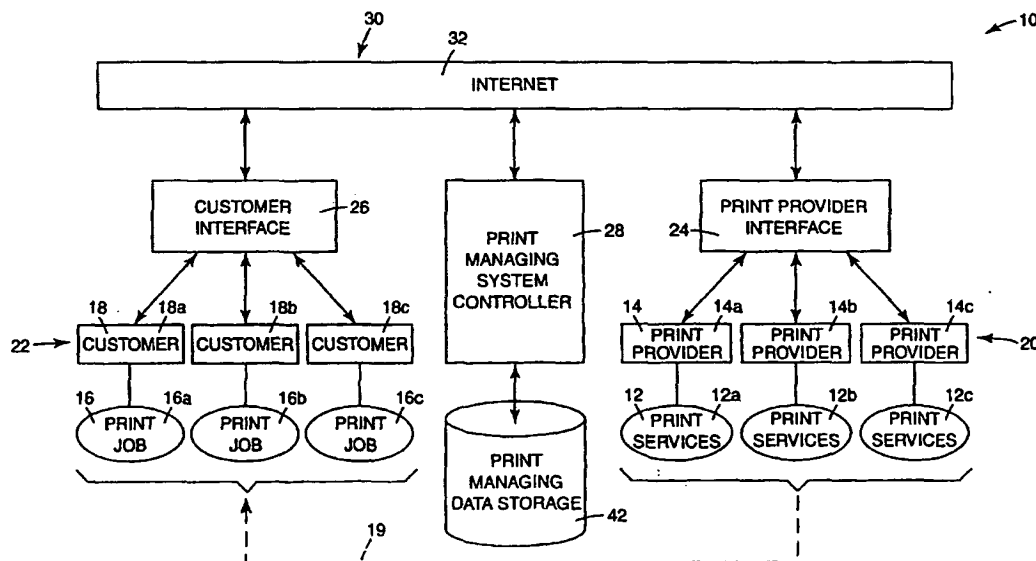 10
30
32
INTERNET
CUSTOMER
INTERFACE
26
PRINT
MANAGING
SYSTEM
CONTROLLER
28
PRINT PROVIDER
INTERFACE
24
22
18
18a
CUSTOMER
18b
CUSTOMER
18c
CUSTOMER
14
14a
PRINT
PROVIDER
14b
PRINT
PROVIDER
14c
PRINT
PROVIDER
20
16
16a
PRINT
JOB
16b
PRINT
JOB
16c
PRINT
JOB
PRINT
MANAGING
DATA STORAGE
42
12
12a
PRINT
SERVICES
12b
PRINT
SERVICES
12c
PRINT
SERVICES
19